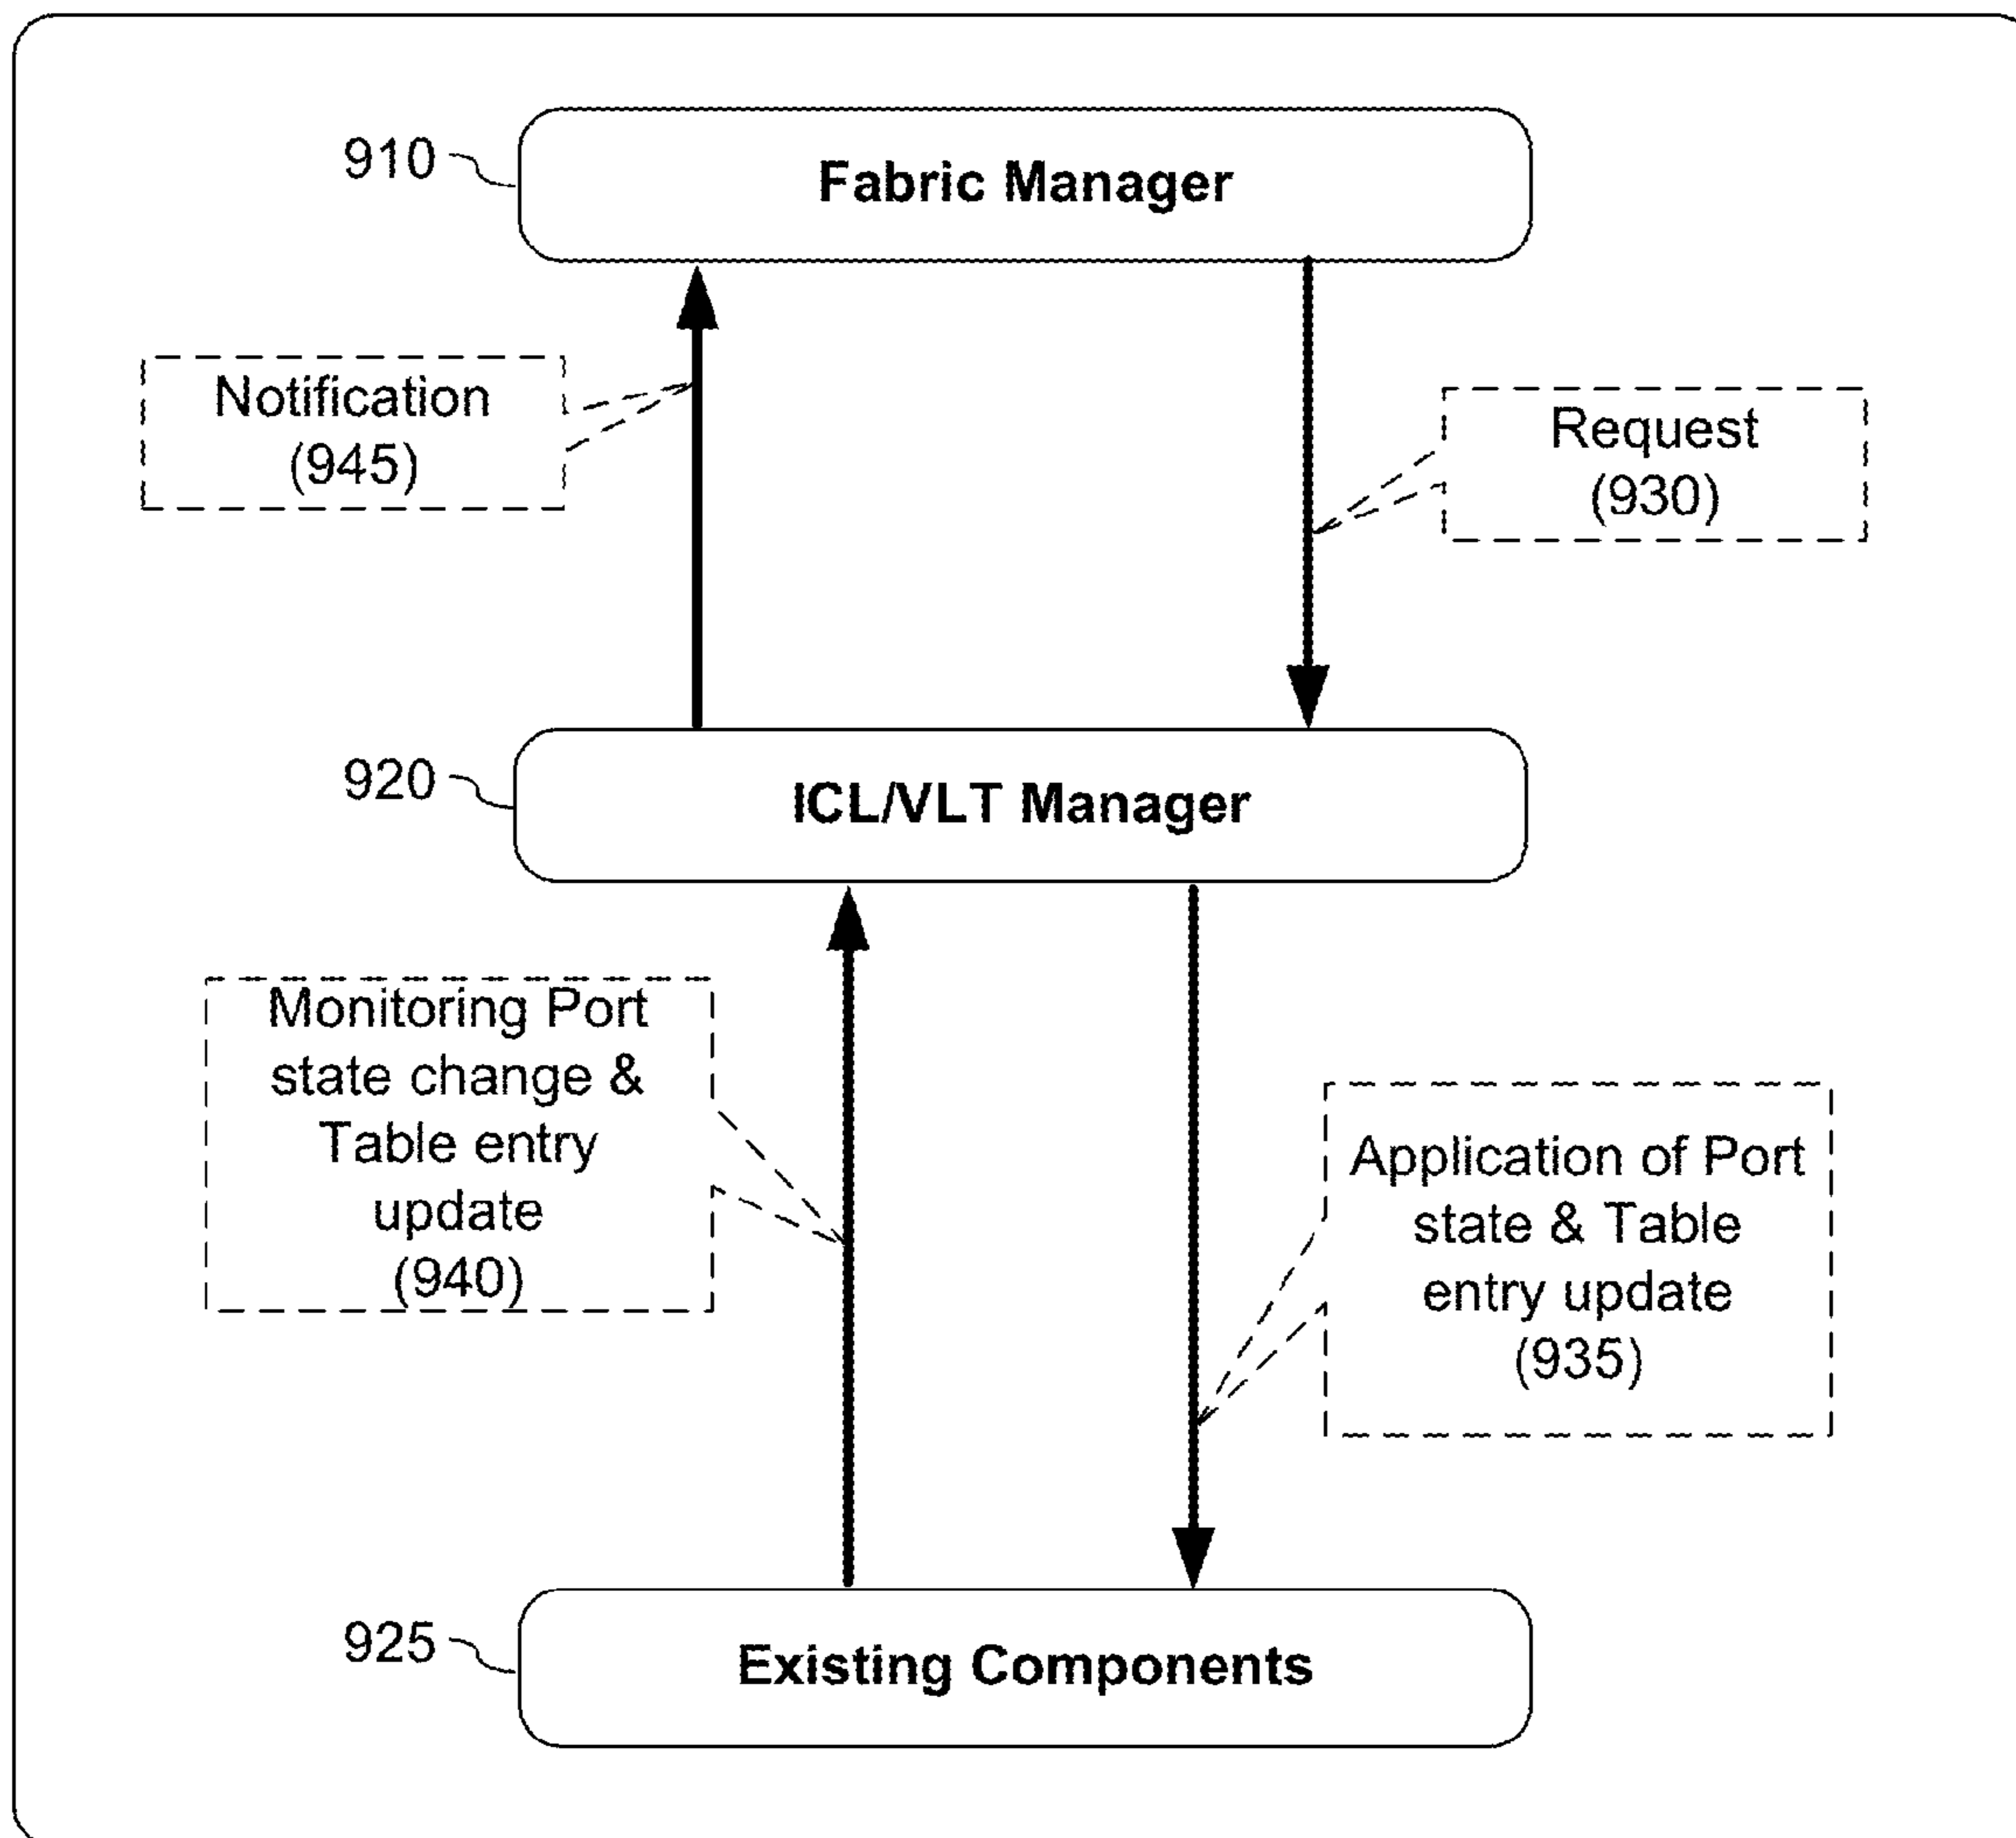 910
Fabric Manager
Notification
(945)
Request
(930)
920
ICL/VLT Manager
Monitoring Port
state change &
Table entry
update
(940)
Application of Port
state & Table
entry update
(935)
925
Existing Components